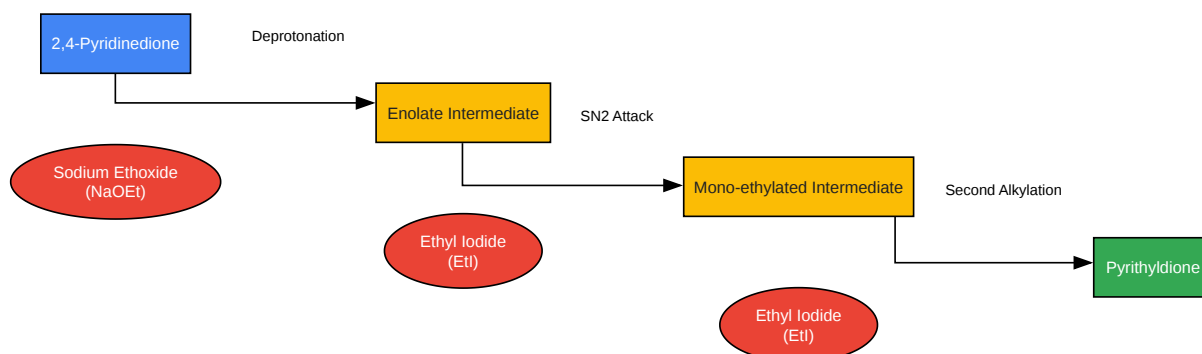 2,4-Pyridinedione
Deprotonation
Enolate Intermediate
SN2 Attack
Sodium Ethoxide
(NaOEt)
Mono-ethylated Intermediate
Second Alkylation
Ethyl Iodide
(EtI)
Pyrithyldione
Ethyl Iodide
(EtI)